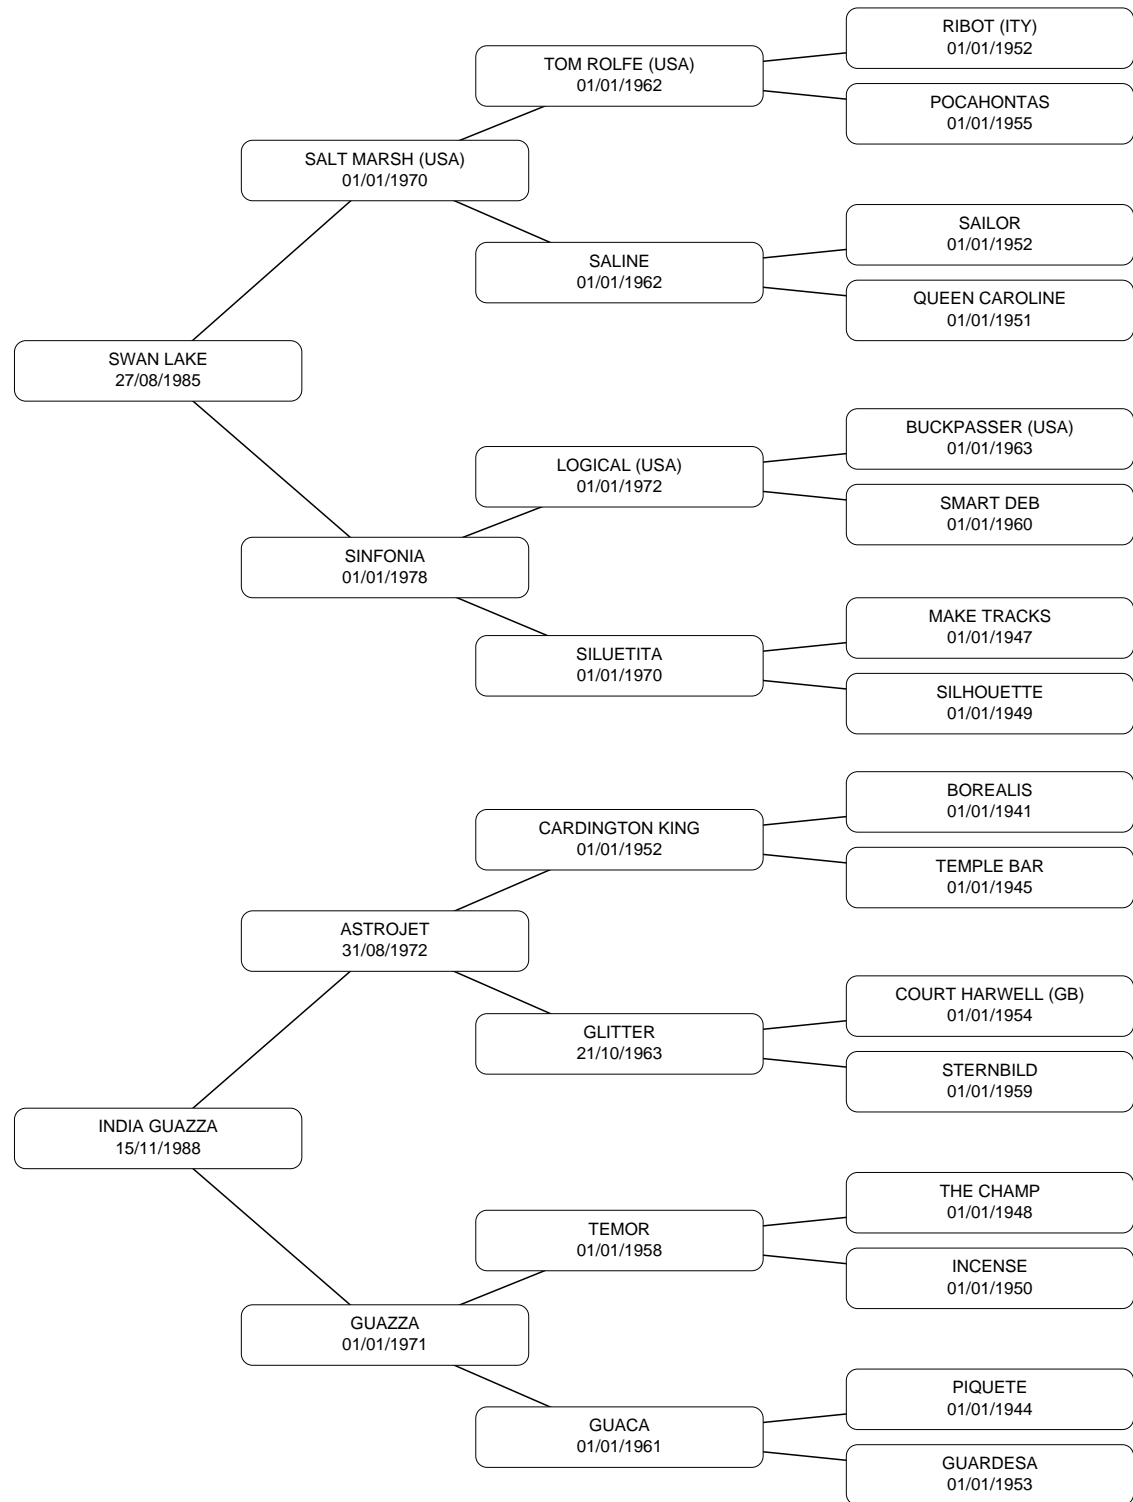 RIBOT (ITY)
01/01/1952
TOM ROLFE (USA)
01/01/1962
POCAHONTAS
01/01/1955
SALT MARSH (USA)
01/01/1970
SAILOR
01/01/1952
SALINE
01/01/1962
QUEEN CAROLINE
01/01/1951
SWAN LAKE
27/08/1985
BUCKPASSER (USA)
01/01/1963
LOGICAL (USA)
01/01/1972
SMART DEB
01/01/1960
SINFONIA
01/01/1978
MAKE TRACKS
01/01/1947
SILUETITA
01/01/1970
SILHOUETTE
01/01/1949
BOREALIS
01/01/1941
CARDINGTON KING
01/01/1952
TEMPLE BAR
01/01/1945
ASTROJET
31/08/1972
COURT HARWELL (GB)
01/01/1954
GLITTER
21/10/1963
STERNBILD
01/01/1959
INDIA GUAZZA
15/11/1988
THE CHAMP
01/01/1948
TEMOR
01/01/1958
INCENSE
01/01/1950
GUAZZA
01/01/1971
PIQUETE
01/01/1944
GUACA
01/01/1961
GUARDESA
01/01/1953